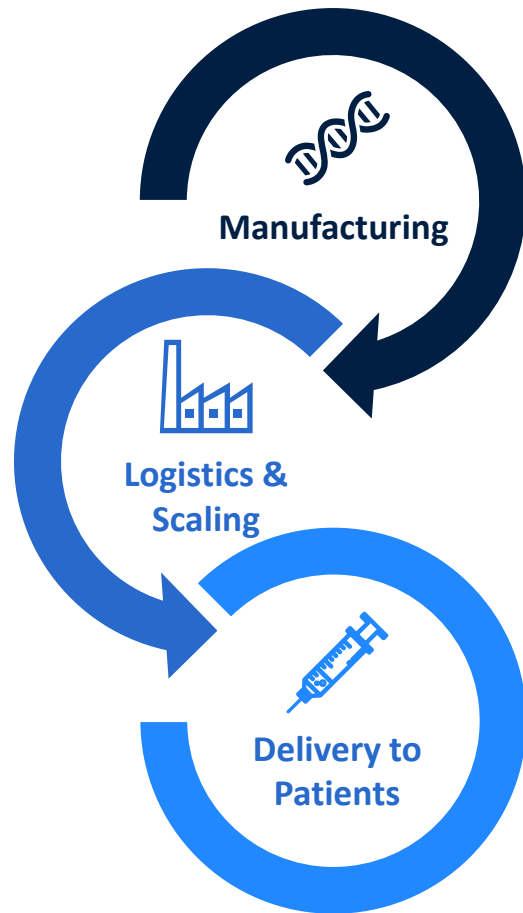 Manufacturing
Logistics &
Scaling
Delivery to
Patients